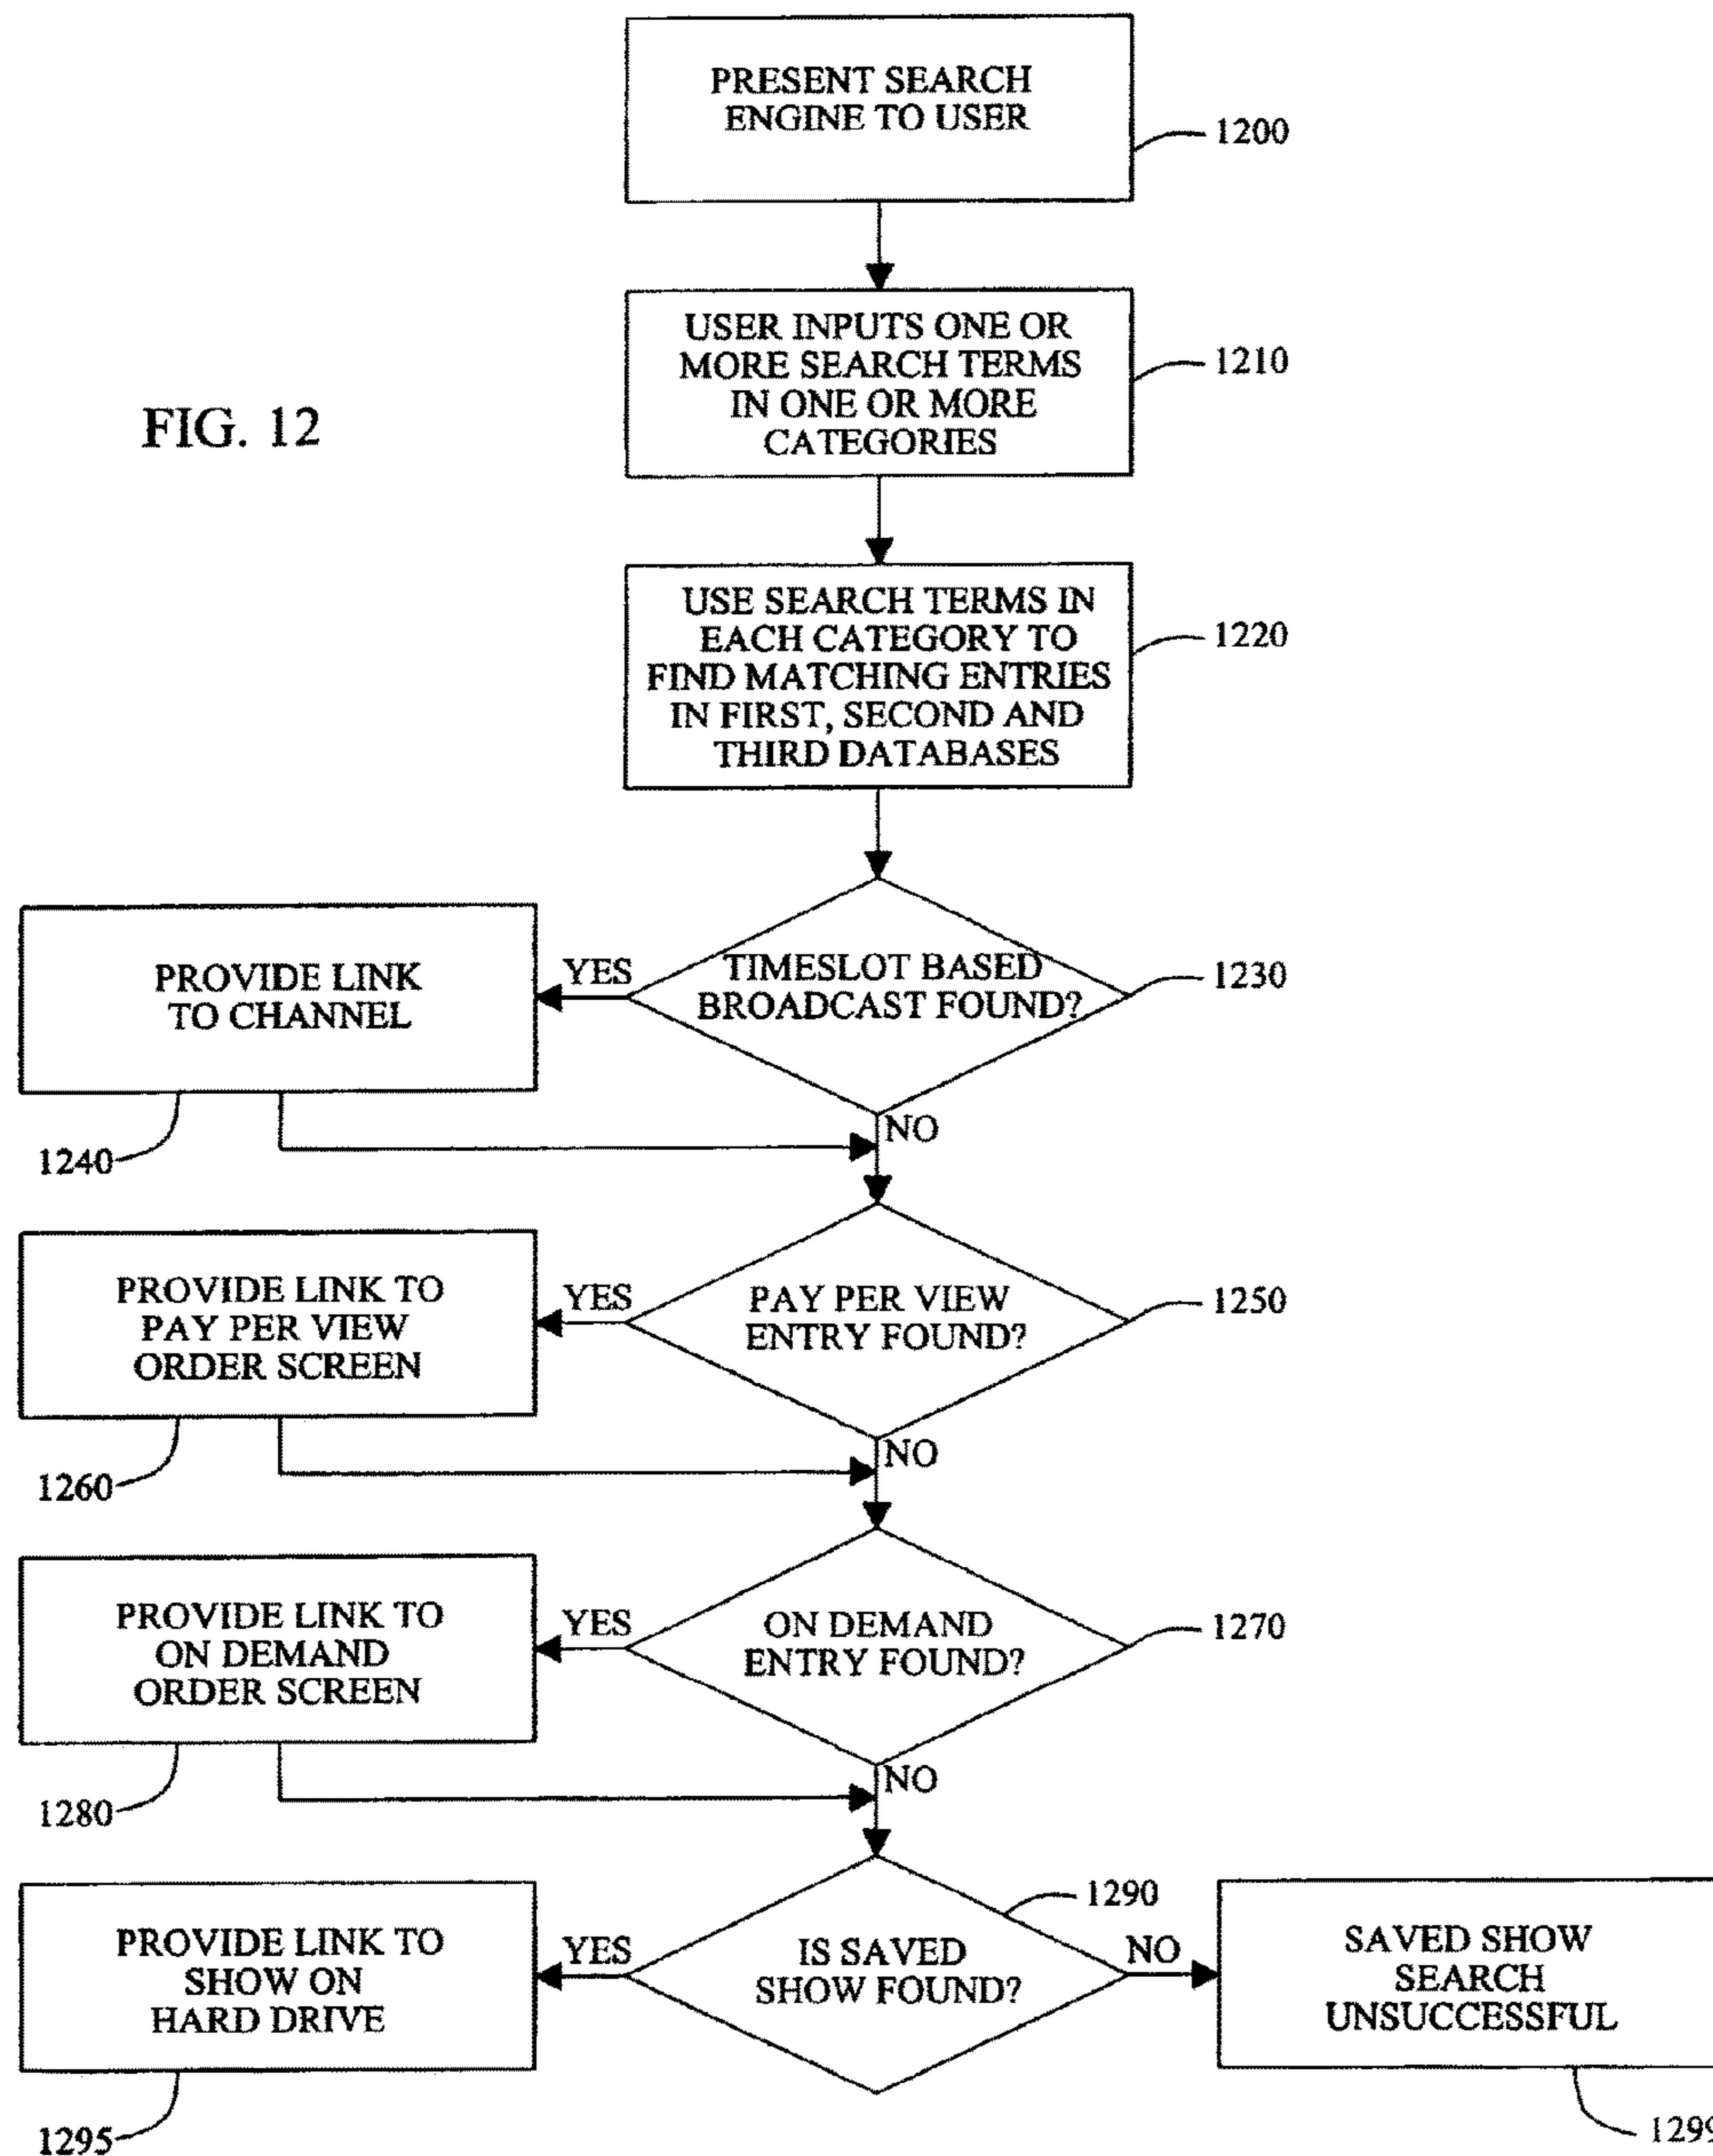 PRESENT SEARCH
ENGINE TO USER
1200
USER INPUTS ONE OR
MORE SEARCH TERMS
IN ONE OR MORE
CATEGORIES
1210
FIG. 12
USE SEARCH TERMS IN
EACH CATEGORY TO
FIND MATCHING ENTRIES
IN FIRST, SECOND AND
THIRD DATABASES
1220
TIMESLOT BASED
BROADCAST FOUND?
1230
YES
PROVIDE LINK
TO CHANNEL
1240
NO
PAY PER VIEW
ENTRY FOUND?
1250
YES
PROVIDE LINK TO
PAY PER VIEW
ORDER SCREEN
1260
NO
ON DEMAND
ENTRY FOUND?
1270
YES
PROVIDE LINK TO
ON DEMAND
ORDER SCREEN
1280
NO
IS SAVED
SHOW FOUND?
1290
YES
PROVIDE LINK TO
SHOW ON
HARD DRIVE
1295
NO
SAVED SHOW
SEARCH
UNSUCCESSFUL
1299